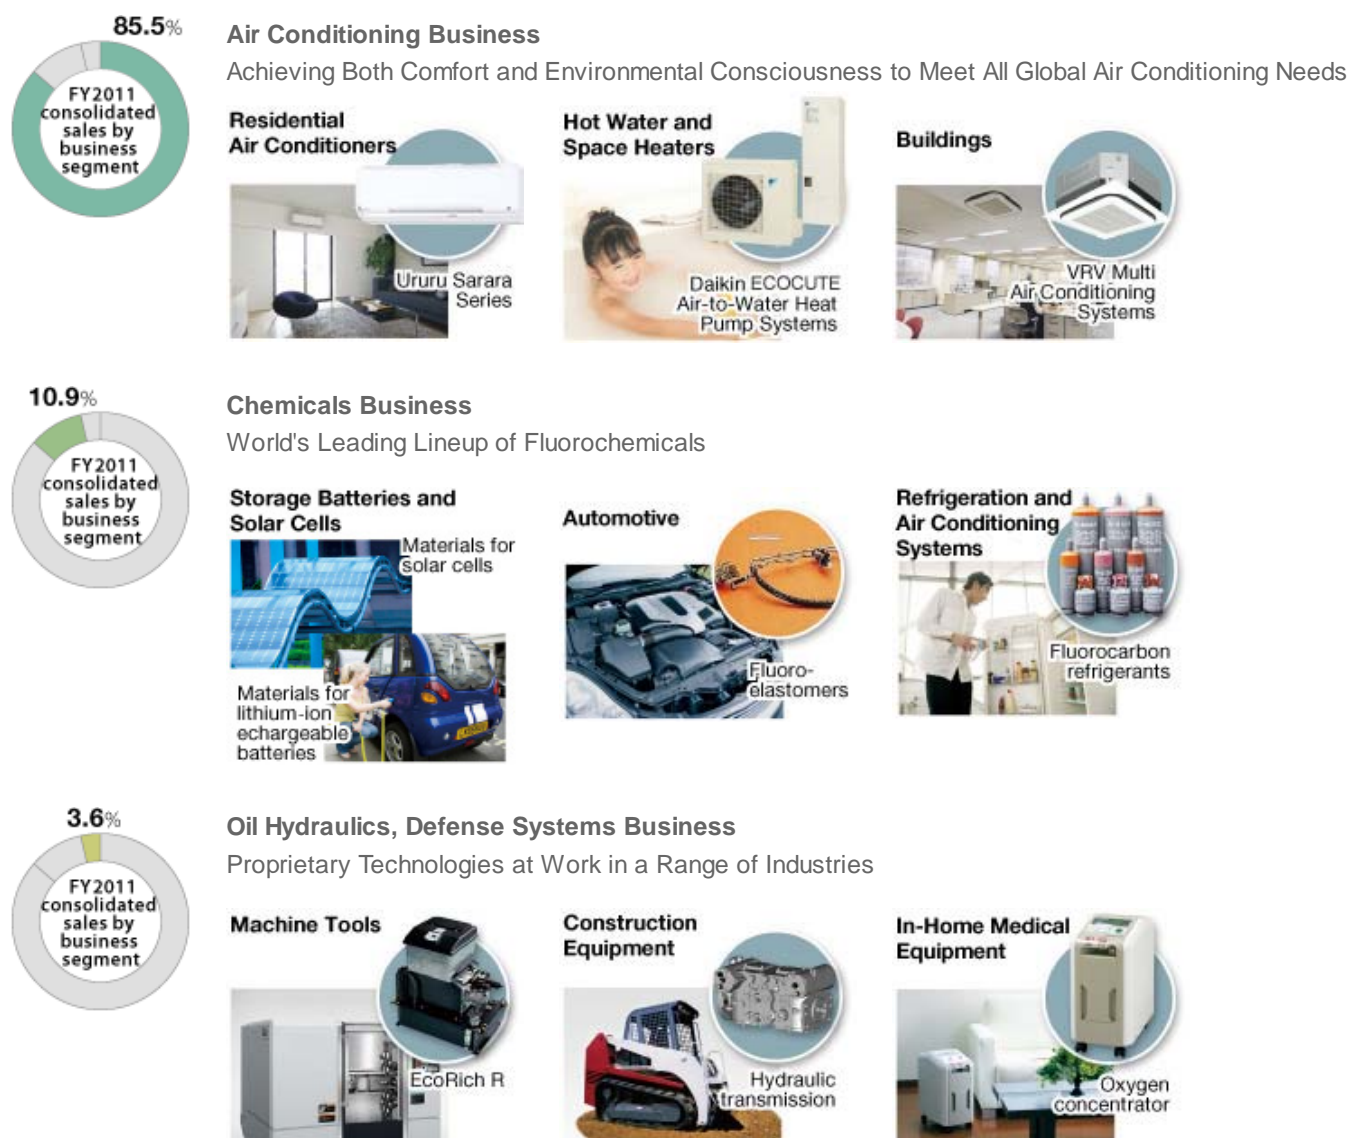 85.5%
FY2011
consolidated
sales by
business
segment
Air Conditioning Business
Achieving Both Comfort and Environmental Consciousness to Meet All Global Air Conditioning Needs
Residential
Air Conditioners
Ururu Sarara
Series
Hot Water and
Space Heaters
Daikin ECOCUTE
Air-to-Water Heat
Pump Systems
Buildings
VRV Multi
Air Conditioning
Systems
10.9%
FY2011
consolidated
sales by
business
segment
Chemicals Business
World's Leading Lineup of Fluorochemicals
Storage Batteries and
Solar Cells
Materials for
solar cells
Materials for
lithium-ion
echargeable
batteries
Automotive
Fluoro-
elastomers
Refrigeration and
Air Conditioning
Systems
Fluorocarbon
refrigerants
3.6%
FY2011
consolidated
sales by
business
segment
Oil Hydraulics, Defense Systems Business
Proprietary Technologies at Work in a Range of Industries
Machine Tools
EcoRich R
Construction
Equipment
Hydraulic
transmission
In-Home Medical
Equipment
Oxygen
concentrator